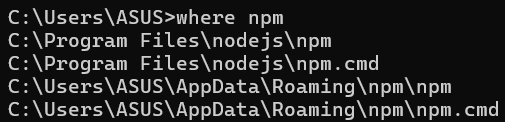 C:\Users\ASUS>where npm
C:\Program Files\nodejs\npm
C:\Program Files\nodejs\npm.cmd
C:\Users\ASUS\AppData\Roaming\npm\npm
C:\Users\ASUS\AppData\Roaming\npm\npm.cmd